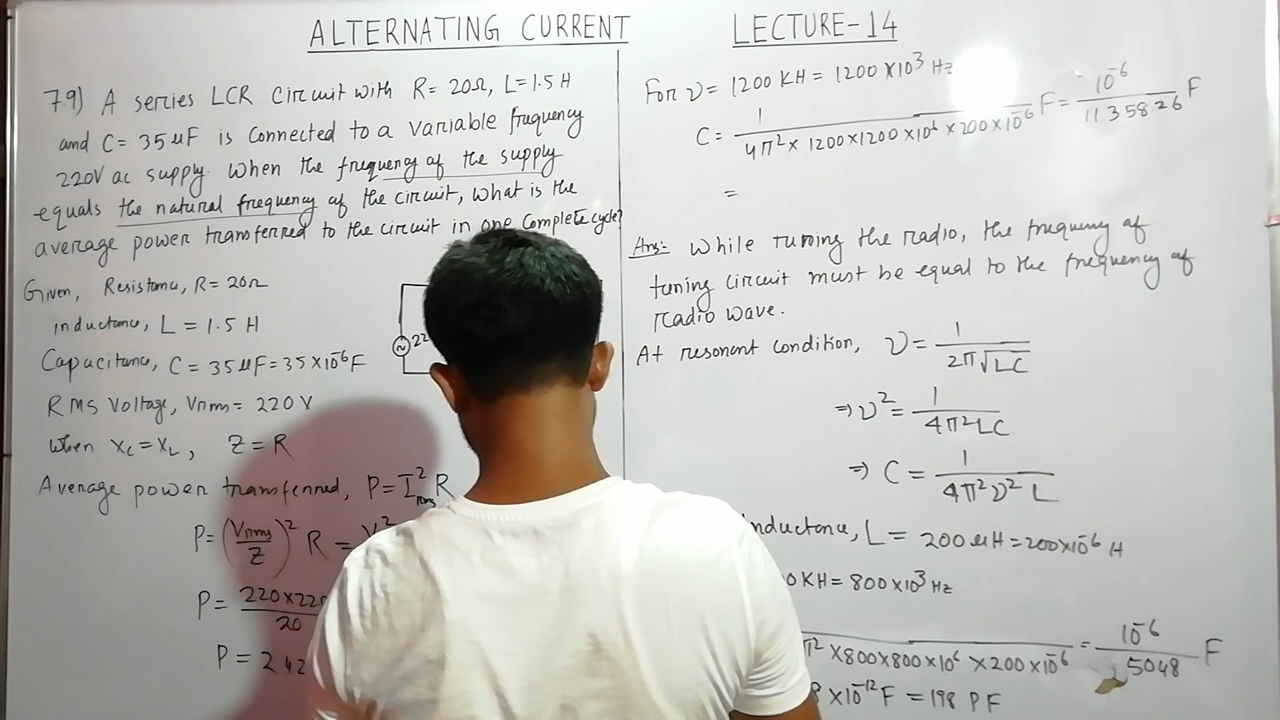 ALTERNATING CURRENT
LECTURE-14
7.9) A series LCR Circuit with R= 20Ω, L=1.5 H
and C= 35 μF is Connected to a variable frequency
220V ac supply. When the frequency of the supply
equals the natural frequency of the circuit, What is the
average power transferred to the circuit in one Complete cycle?
Given, Resistance, R= 20Ω
inductance, L = 1.5 H
Capacitance, C = 35 μF = 35 ×10⁻⁶ F
RMS Voltage, Vrms= 220 V
When Xc = XL, Z = R
Average power transferred, P= I²rms R
P= (Vrms/Z)² R = V²
P= 220×220/20
P = 242
22
For ν = 1200 KH = 1200 ×10³ Hz
C = 1/4π² × 1200×1200 ×10⁶ × 200×10⁻⁶ F = 10⁻⁶/11358.26 F
=
Ans:- While tuning the radio, the frequency of
tuning circuit must be equal to the frequency of
radio wave.
At resonant condition, ν = 1/2π√LC
⇒ ν² = 1/4π²LC
⇒ C = 1/4π²ν² L
inductance, L = 200 μH = 200×10⁻⁶ H
0 KH = 800 ×10³ Hz
π² ×800×800×10⁶ ×200×10⁻⁶ = 10⁻⁶/5048 F
8 ×10⁻¹² F = 198 PF